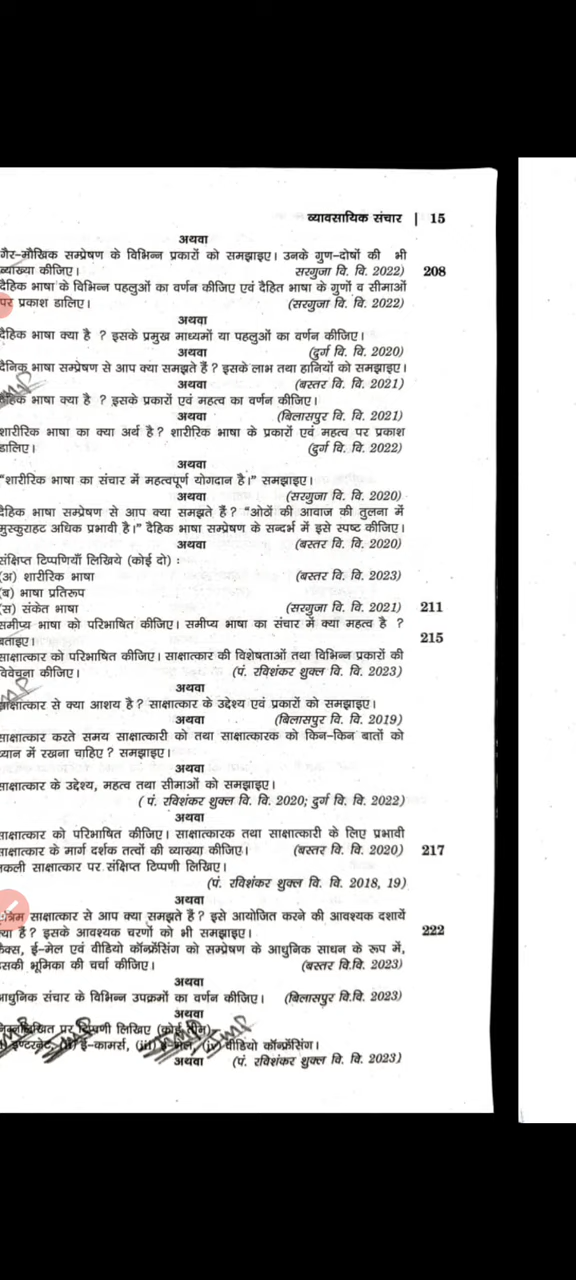 व्यावसायिक संचार | 15
अथवा
गैर-मौखिक सम्प्रेषण के विभिन्न प्रकारों को समझाइए। उनके गुण-दोषों की भी
व्याख्या कीजिए। सरगुजा वि. वि. 2022) 208
दैहिक भाषा के विभिन्न पहलुओं का वर्णन कीजिए एवं दैहित भाषा के गुणों व सीमाओं
पर प्रकाश डालिए। (सरगुजा वि. वि. 2022)
अथवा
दैहिक भाषा क्या है ? इसके प्रमुख माध्यमों या पहलुओं का वर्णन कीजिए।
अथवा (दुर्ग वि. वि. 2020)
दैनिक भाषा सम्प्रेषण से आप क्या समझते हैं ? इसके लाभ तथा हानियों को समझाइए।
अथवा (बस्तर वि. वि. 2021)
दैहिक भाषा क्या है ? इसके प्रकारों एवं महत्व का वर्णन कीजिए।
अथवा (बिलासपुर वि. वि. 2021)
शारीरिक भाषा का क्या अर्थ है ? शारीरिक भाषा के प्रकारों एवं महत्व पर प्रकाश
डालिए। (दुर्ग वि. वि. 2022)
अथवा
"शारीरिक भाषा का संचार में महत्वपूर्ण योगदान है।" समझाइए।
अथवा (सरगुजा वि. वि. 2020)
दैहिक भाषा सम्प्रेषण से आप क्या समझते हैं ? "ओठों की आवाज की तुलना में
मुस्कुराहट अधिक प्रभावी है।" दैहिक भाषा सम्प्रेषण के सन्दर्भ में इसे स्पष्ट कीजिए।
अथवा (बस्तर वि. वि. 2020)
संक्षिप्त टिप्पणियाँ लिखिये (कोई दो) :
(अ) शारीरिक भाषा (बस्तर वि. वि. 2023)
(ब) भाषा प्रतिरूप
(स) संकेत भाषा (सरगुजा वि. वि. 2021) 211
समीप्य भाषा को परिभाषित कीजिए। समीप्य भाषा का संचार में क्या महत्व है ?
बताइए। 215
साक्षात्कार को परिभाषित कीजिए। साक्षात्कार की विशेषताओं तथा विभिन्न प्रकारों की
विवेचना कीजिए। (पं. रविशंकर शुक्ल वि. वि. 2023)
अथवा
साक्षात्कार से क्या आशय है ? साक्षात्कार के उद्देश्य एवं प्रकारों को समझाइए।
अथवा (बिलासपुर वि. वि. 2019)
साक्षात्कार करते समय साक्षात्कारी को तथा साक्षात्कारक को किन-किन बातों को
ध्यान में रखना चाहिए ? समझाइए।
अथवा
साक्षात्कार के उद्देश्य, महत्व तथा सीमाओं को समझाइए।
( पं. रविशंकर शुक्ल वि. वि. 2020; दुर्ग वि. वि. 2022)
अथवा
साक्षात्कार को परिभाषित कीजिए। साक्षात्कारक तथा साक्षात्कारी के लिए प्रभावी
साक्षात्कार के मार्ग दर्शक तत्वों की व्याख्या कीजिए। (बस्तर वि. वि. 2020) 217
नकली साक्षात्कार पर संक्षिप्त टिप्पणी लिखिए।
(पं. रविशंकर शुक्ल वि. वि. 2018, 19)
अथवा
साक्षात्कार से आप क्या समझते हैं ? इसे आयोजित करने की आवश्यक दशायें
क्या हैं ? इसके आवश्यक चरणों को भी समझाइए। 222
फैक्स, ई-मेल एवं वीडियो कॉन्फ्रेंसिंग को सम्प्रेषण के आधुनिक साधन के रूप में,
इसकी भूमिका की चर्चा कीजिए। (बस्तर वि.वि. 2023)
अथवा
आधुनिक संचार के विभिन्न उपक्रमों का वर्णन कीजिए। (बिलासपुर वि.वि. 2023)
अथवा
निम्नलिखित पर टिप्पणी लिखिए (कोई तीन)
इण्टरनेट, (ii) ई-कामर्स, (iii) ई-मेल, (iv) वीडियो कॉन्फ्रेंसिंग।
अथवा (पं. रविशंकर शुक्ल वि. वि. 2023)